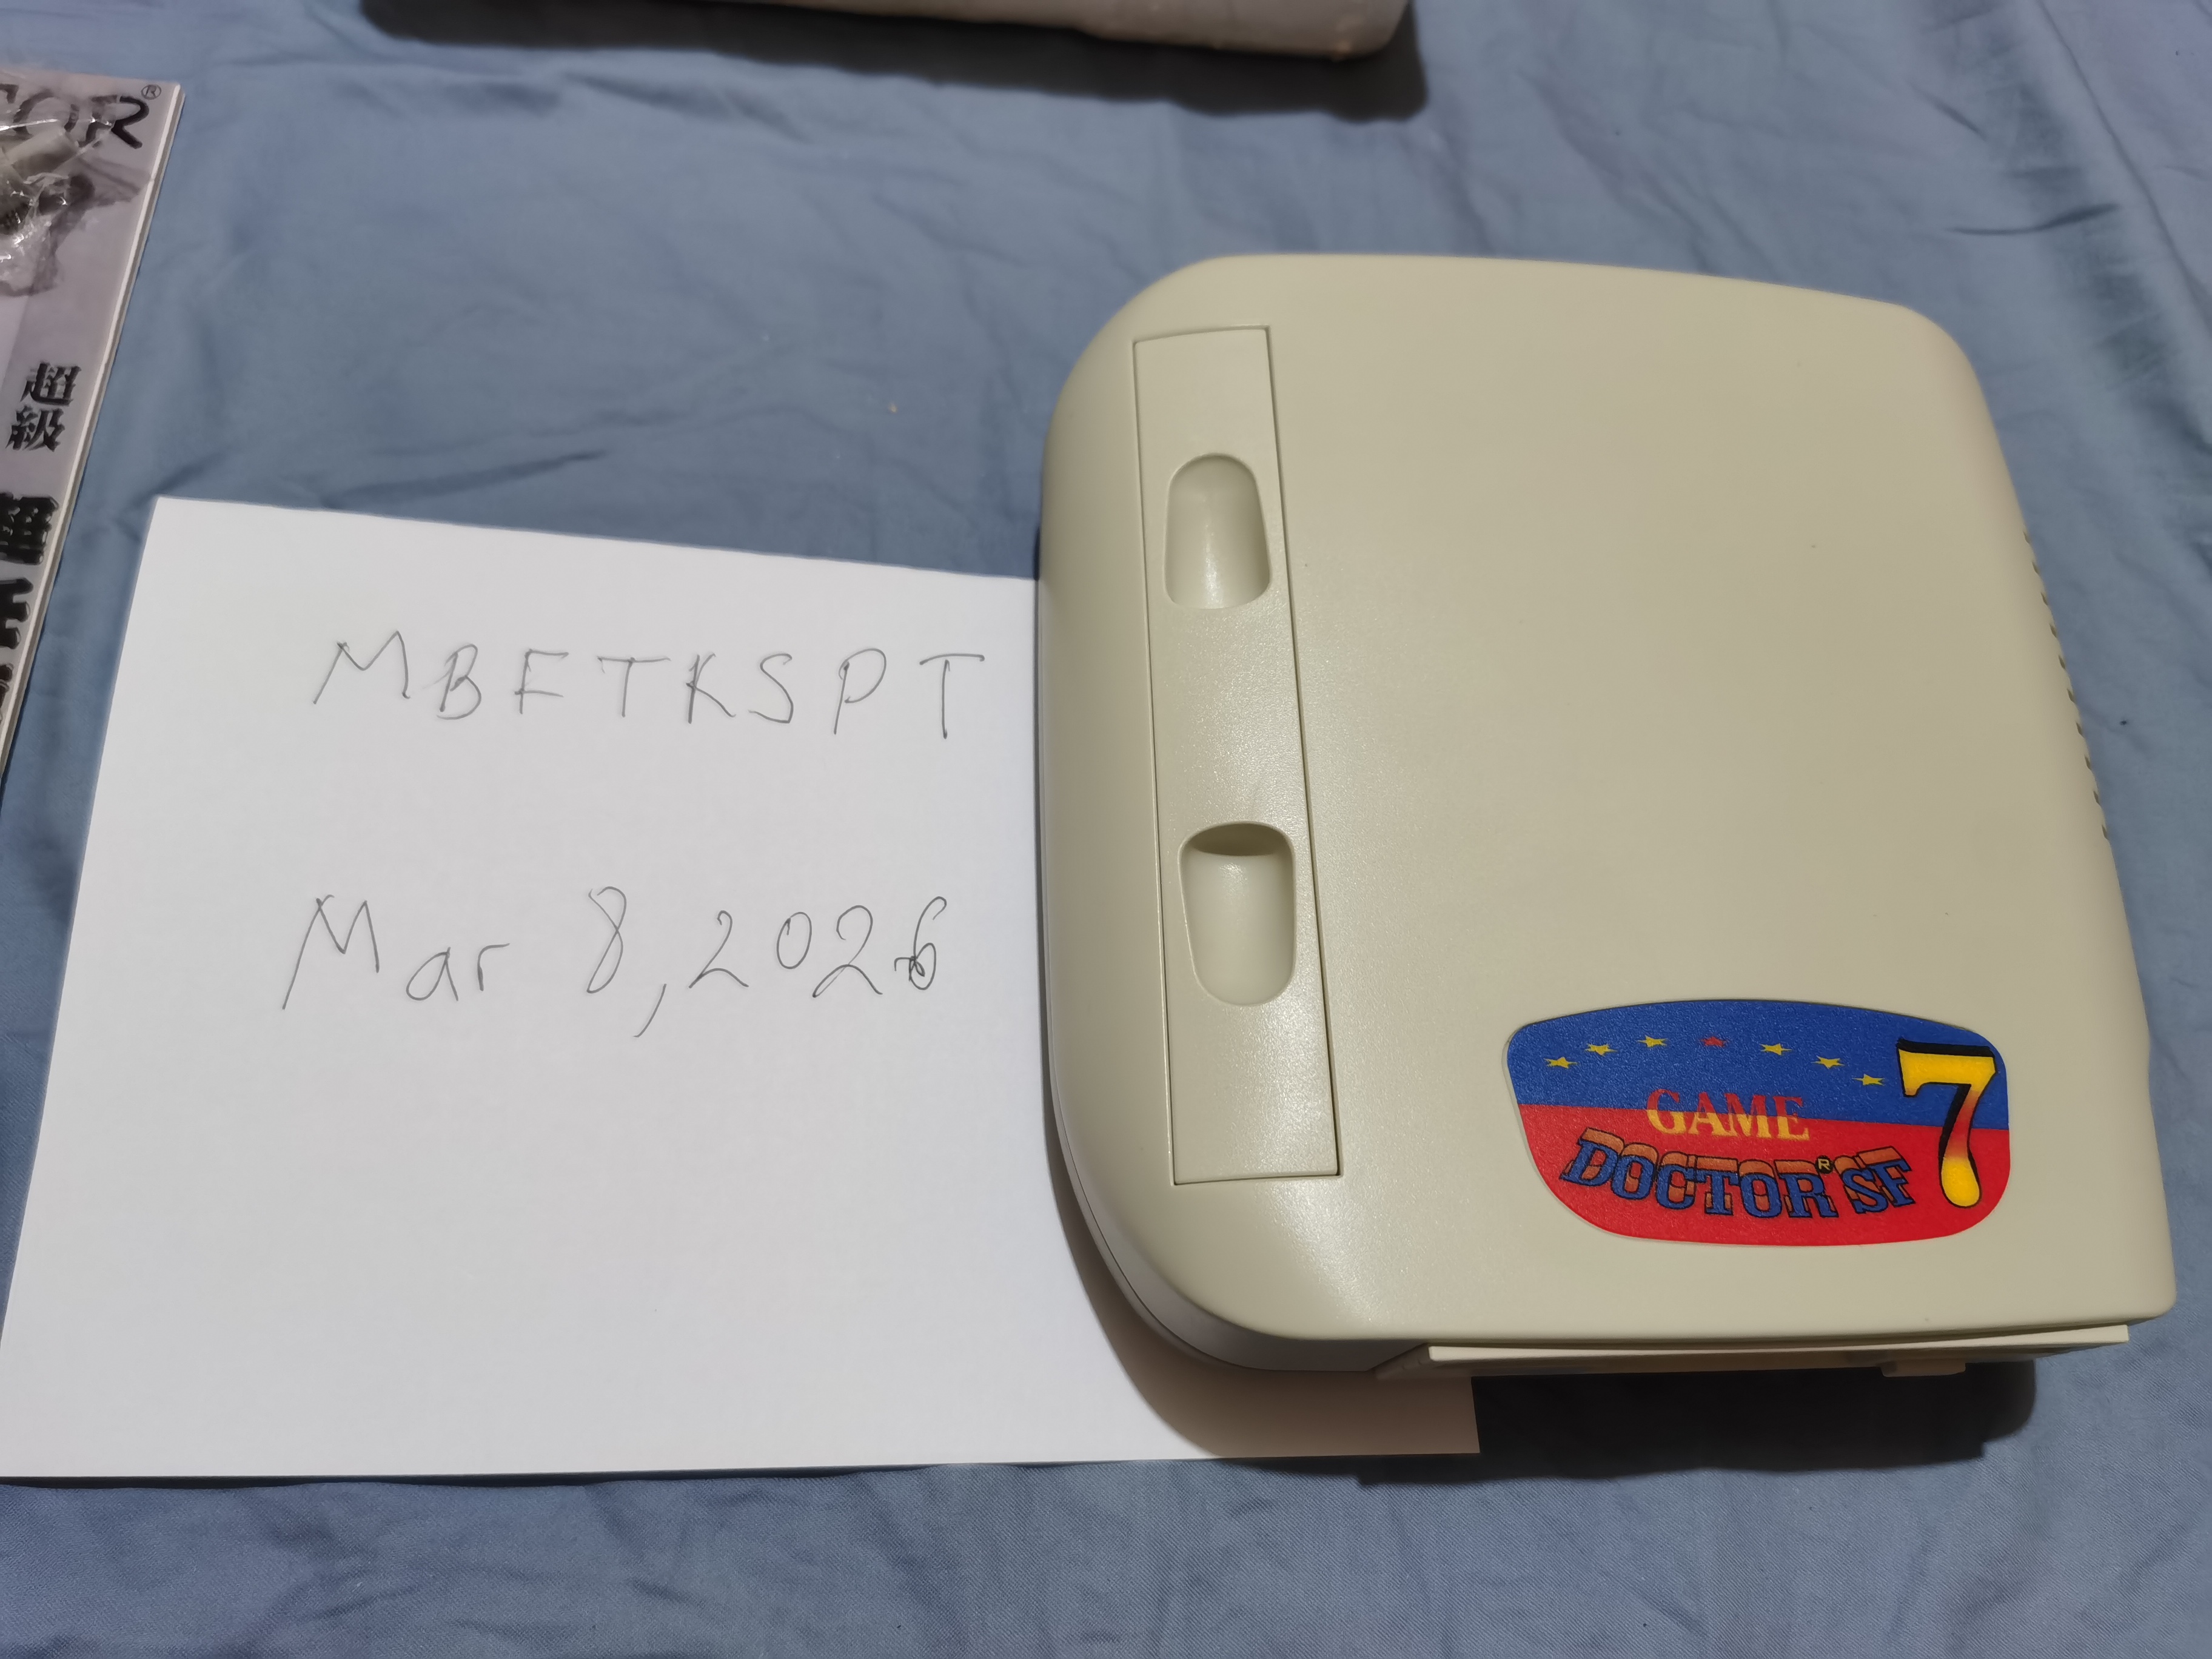 MBFTKSPT
Mar 8, 2026
GAME
DOCTOR® SF 7
超級